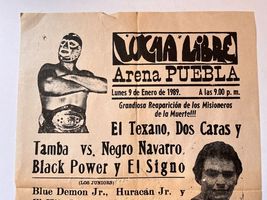 LUCHA LIBRE
Arena PUEBLA
Lunes 9 de Enero de 1989. A las 9.00 p. m.
Grandiosa Reaparición de los Misioneros
de la Muerte!!!
El Texano, Dos Caras y
Tamba vs. Negro Navatro,
Black Power y El Signo
(LOS JUNIORS)
Blue Demon Jr., Huracán Jr. y